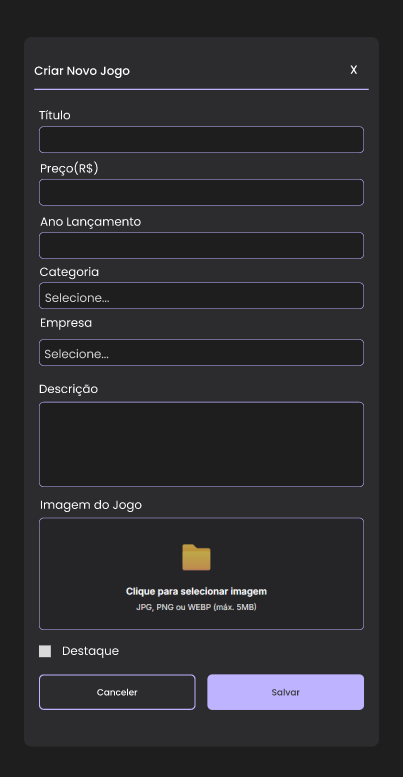 Criar Novo Jogo X
Título
Preço(R$)
Ano Lançamento
Categoria
Selecione...
Empresa
Selecione...
Descrição
Imagem do Jogo
Clique para selecionar imagem
JPG, PNG ou WEBP (máx. 5MB)
Destaque
Canceler Salvar